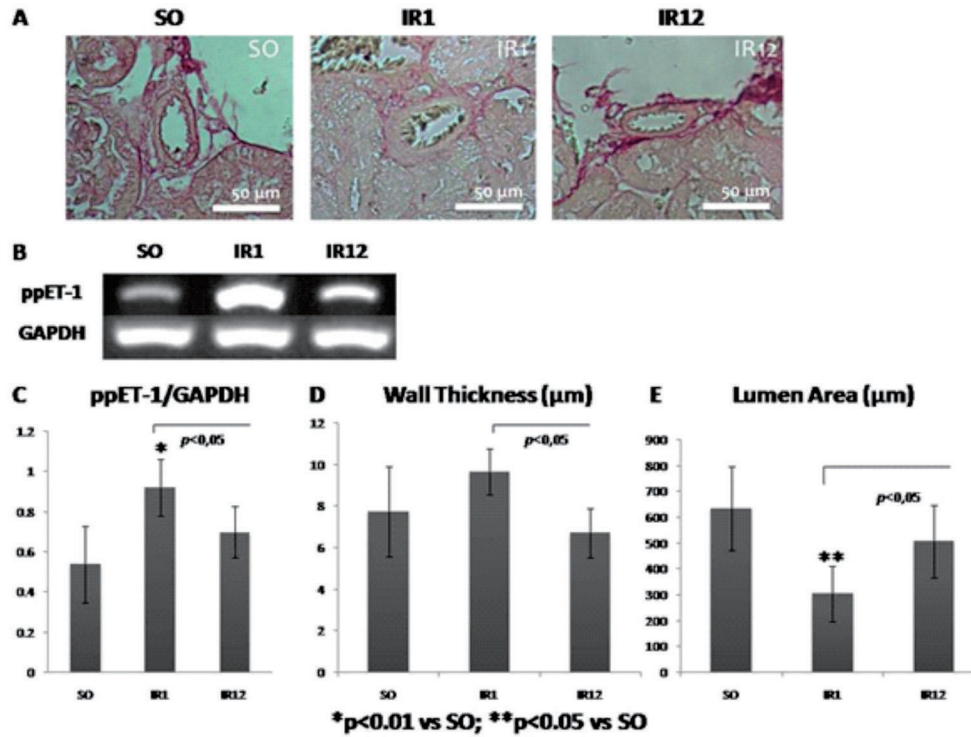 A SO IR1 IR12
SO IR1 IR12
50 µm 50 µm 50 µm
B SO IR1 IR12
ppET-1
GAPDH
C ppET-1/GAPDH
1.2
1
0.8
0.6
0.4
0.2
0
*
p<0,05
SO IR1 IR12
D Wall Thickness (µm)
12
10
8
6
4
2
0
p<0,05
SO IR1 IR12
E Lumen Area (µm)
900
800
700
600
500
400
300
200
100
0
**
p<0,05
SO IR1 IR12
*p<0.01 vs SO; **p<0.05 vs SO